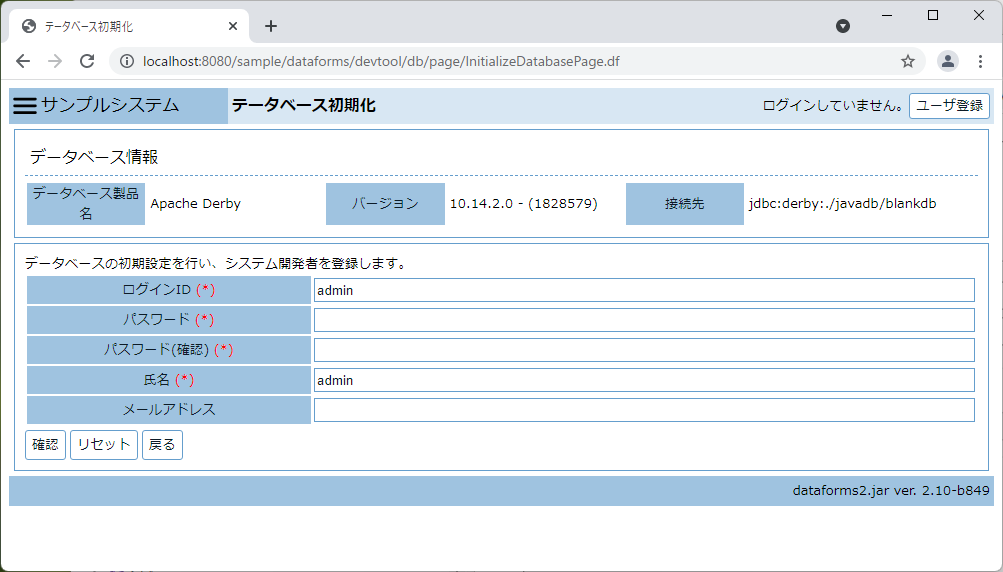 データベース初期化
localhost:8080/sample/dataforms/devtool/db/page/InitializeDatabasePage.df
サンプルシステム データベース初期化 ログインしていません。 ユーザ登録
データベース情報
データベース製品名 Apache Derby バージョン 10.14.2.0 - (1828579) 接続先 jdbc:derby:./javadb/blankdb
データベースの初期設定を行い、システム開発者を登録します。
ログインID (*) admin
パスワード (*)
パスワード(確認) (*)
氏名 (*) admin
メールアドレス
確認 リセット 戻る
dataforms2.jar ver. 2.10-b849